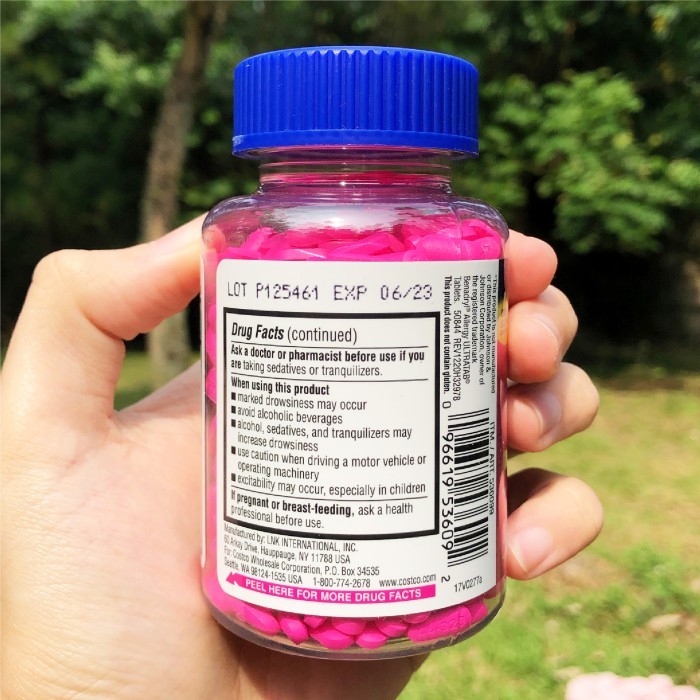 LOT P125461 EXP 06/23
Drug Facts (continued)
Ask a doctor or pharmacist before use if you
are taking sedatives or tranquilizers.
When using this product
■ marked drowsiness may occur
■ avoid alcoholic beverages
■ alcohol, sedatives, and tranquilizers may
increase drowsiness
■ use caution when driving a motor vehicle or
operating machinery
■ excitability may occur, especially in children
If pregnant or breast-feeding, ask a health
professional before use.
Manufactured by: LNK INTERNATIONAL, INC.
60 Arkay Drive, Hauppauge, NY 11788 USA
For: Costco Wholesale Corporation, P.O. Box 34535
Seattle, WA 98124-1535 USA 1-800-774-2678 www.costco.com
PEEL HERE FOR MORE DRUG FACTS
*This product is not manufactured
or distributed by Johnson &
Johnson Corporation, owner of
the registered trademark
Benadryl® Allergy ULTRATAB®
Tablets. 50844 REV1220H32978
This product does not contain gluten.
0 96619 53609 2
ITM. / ART.
17V0277a